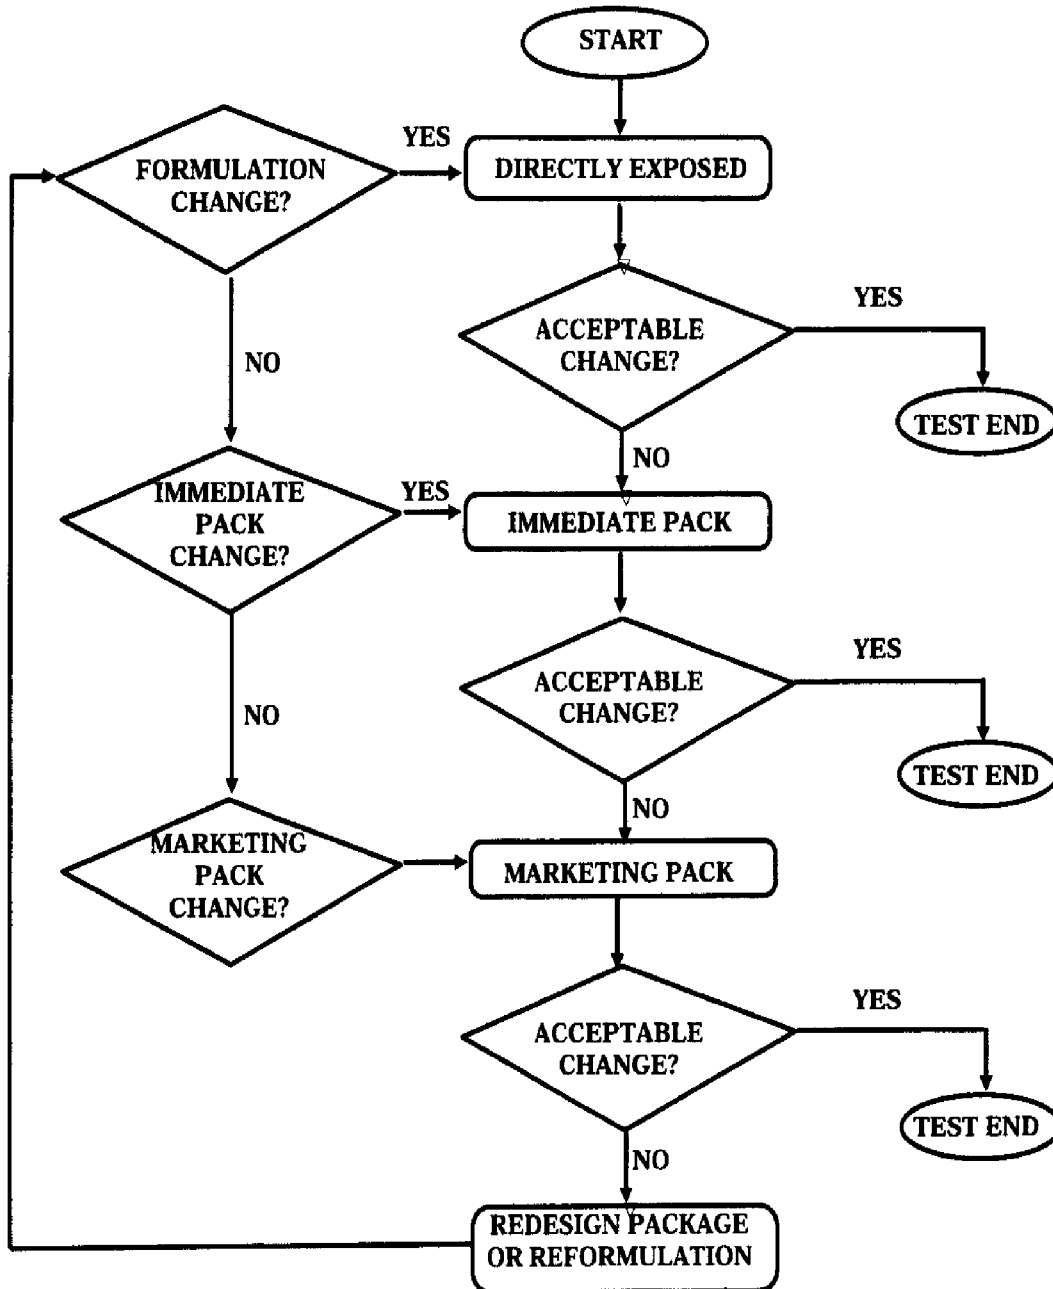 START
YES
FORMULATION
CHANGE?
DIRECTLY EXPOSED
YES
ACCEPTABLE
CHANGE?
NO
TEST END
NO
IMMEDIATE
PACK
CHANGE?
YES
IMMEDIATE PACK
YES
ACCEPTABLE
CHANGE?
NO
TEST END
NO
MARKETING
PACK
CHANGE?
MARKETING PACK
YES
ACCEPTABLE
CHANGE?
TEST END
NO
REDESIGN PACKAGE
OR REFORMULATION